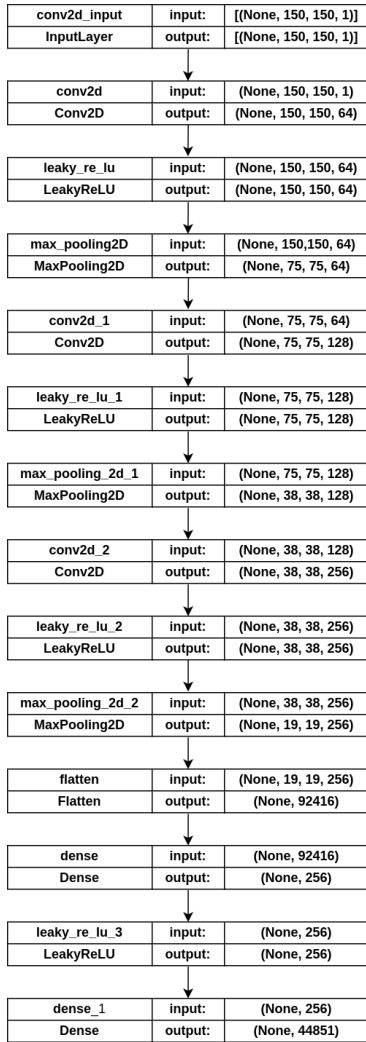 conv2d_input input: [(None, 150, 150, 1)]
InputLayer output: [(None, 150, 150, 1)]
conv2d input: (None, 150, 150, 1)
Conv2D output: (None, 150, 150, 64)
leaky_re_lu input: (None, 150, 150, 64)
LeakyReLU output: (None, 150, 150, 64)
max_pooling2D input: (None, 150,150, 64)
MaxPooling2D output: (None, 75, 75, 64)
conv2d_1 input: (None, 75, 75, 64)
Conv2D output: (None, 75, 75, 128)
leaky_re_lu_1 input: (None, 75, 75, 128)
LeakyReLU output: (None, 75, 75, 128)
max_pooling_2d_1 input: (None, 75, 75, 128)
MaxPooling2D output: (None, 38, 38, 128)
conv2d_2 input: (None, 38, 38, 128)
Conv2D output: (None, 38, 38, 256)
leaky_re_lu_2 input: (None, 38, 38, 256)
LeakyReLU output: (None, 38, 38, 256)
max_pooling_2d_2 input: (None, 38, 38, 256)
MaxPooling2D output: (None, 19, 19, 256)
flatten input: (None, 19, 19, 256)
Flatten output: (None, 92416)
dense input: (None, 92416)
Dense output: (None, 256)
leaky_re_lu_3 input: (None, 256)
LeakyReLU output: (None, 256)
dense_1 input: (None, 256)
Dense output: (None, 44851)